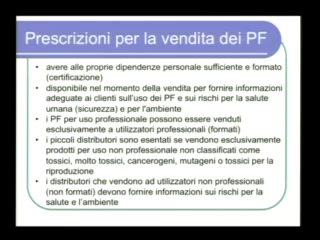 Prescrizioni per la vendita dei PF
• avere alle proprie dipendenze personale sufficiente e formato
(certificazione)
• disponibile nel momento della vendita per fornire informazioni
adeguate ai clienti sull'uso dei PF e sui rischi per la salute
umana (sicurezza) e per l'ambiente
• i PF per uso professionale possono essere venduti
esclusivamente a utilizzatori professionali (formati)
• i piccoli distributori sono esentati se vendono esclusivamente
prodotti per uso non professionale non classificati come
tossici, molto tossici, cancerogeni, mutageni o tossici per la
riproduzione
• i distributori che vendono ad utilizzatori non professionali
(non formati) devono fornire informazioni sui rischi per la
salute e l'ambiente